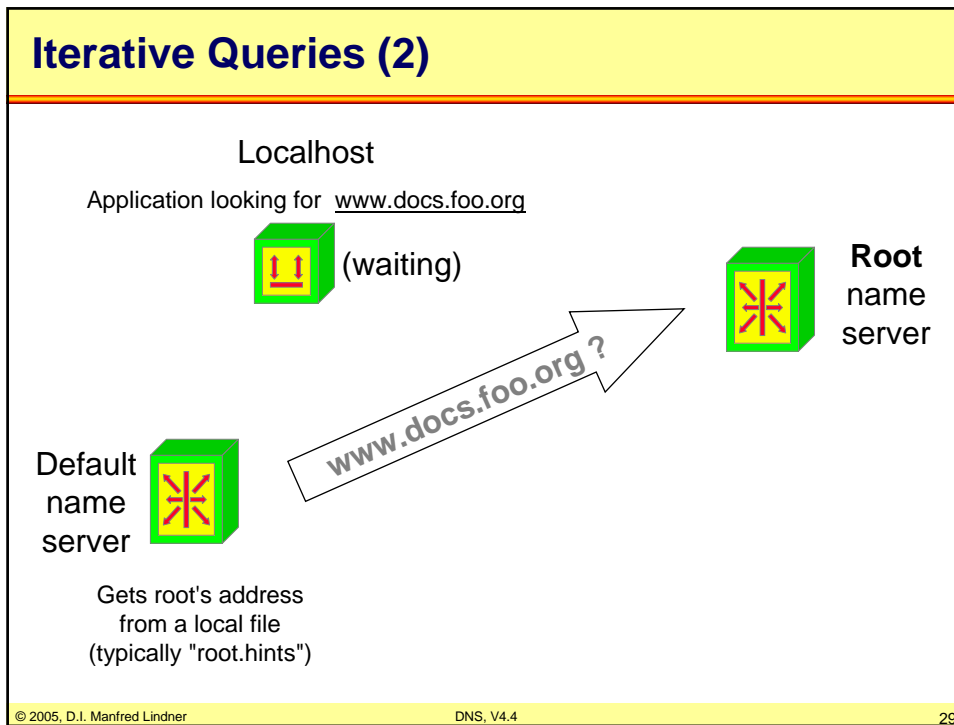 Iterative Queries (2)
Localhost
Application looking for www.docs.foo.org
(waiting)
Root
name
server
www.docs.foo.org ?
Default
name
server
Gets root's address
from a local file
(typically "root.hints")
© 2005, D.I. Manfred Lindner
DNS, V4.4
29